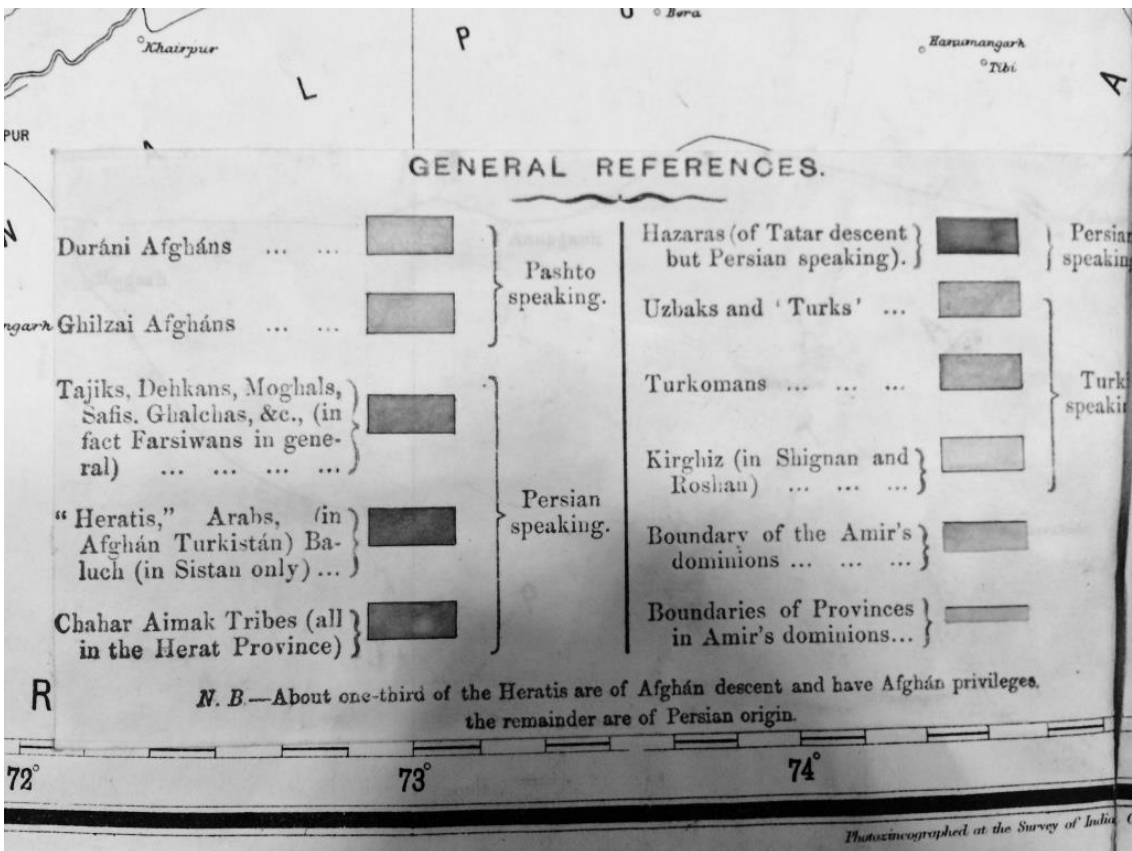 Khairpur
Bora
Hanumangarh
Tibi
L
P
U
A
PUR
N
GENERAL REFERENCES.
Duráni Afgháns ... ...
Ghilzai Afgháns ... ...
Pashto
speaking.
Tajiks, Dehkans, Moghals,
Safis. Ghalchas, &c., (in
fact Farsiwans in gene-
ral) ... ... ... ...
"Heratis," Arabs, (in
Afghán Turkistán) Ba-
luch (in Sistan only) ...
Chahar Aimak Tribes (all
in the Herat Province)
Persian
speaking.
Hazaras (of Tatar descent
but Persian speaking).
Persian
speakin
Uzbaks and 'Turks' ...
Turkomans ... ... ...
Kirghiz (in Shignan and
Roshan) ... ... ...
Turk
speakin
Boundary of the Amir's
dominions ... ... ...
Boundaries of Provinces
in Amir's dominions...
N. B.—About one-third of the Heratis are of Afghán descent and have Afghán privileges,
the remainder are of Persian origin.
R
72° 73° 74°
Photozincographed at the Survey of India,